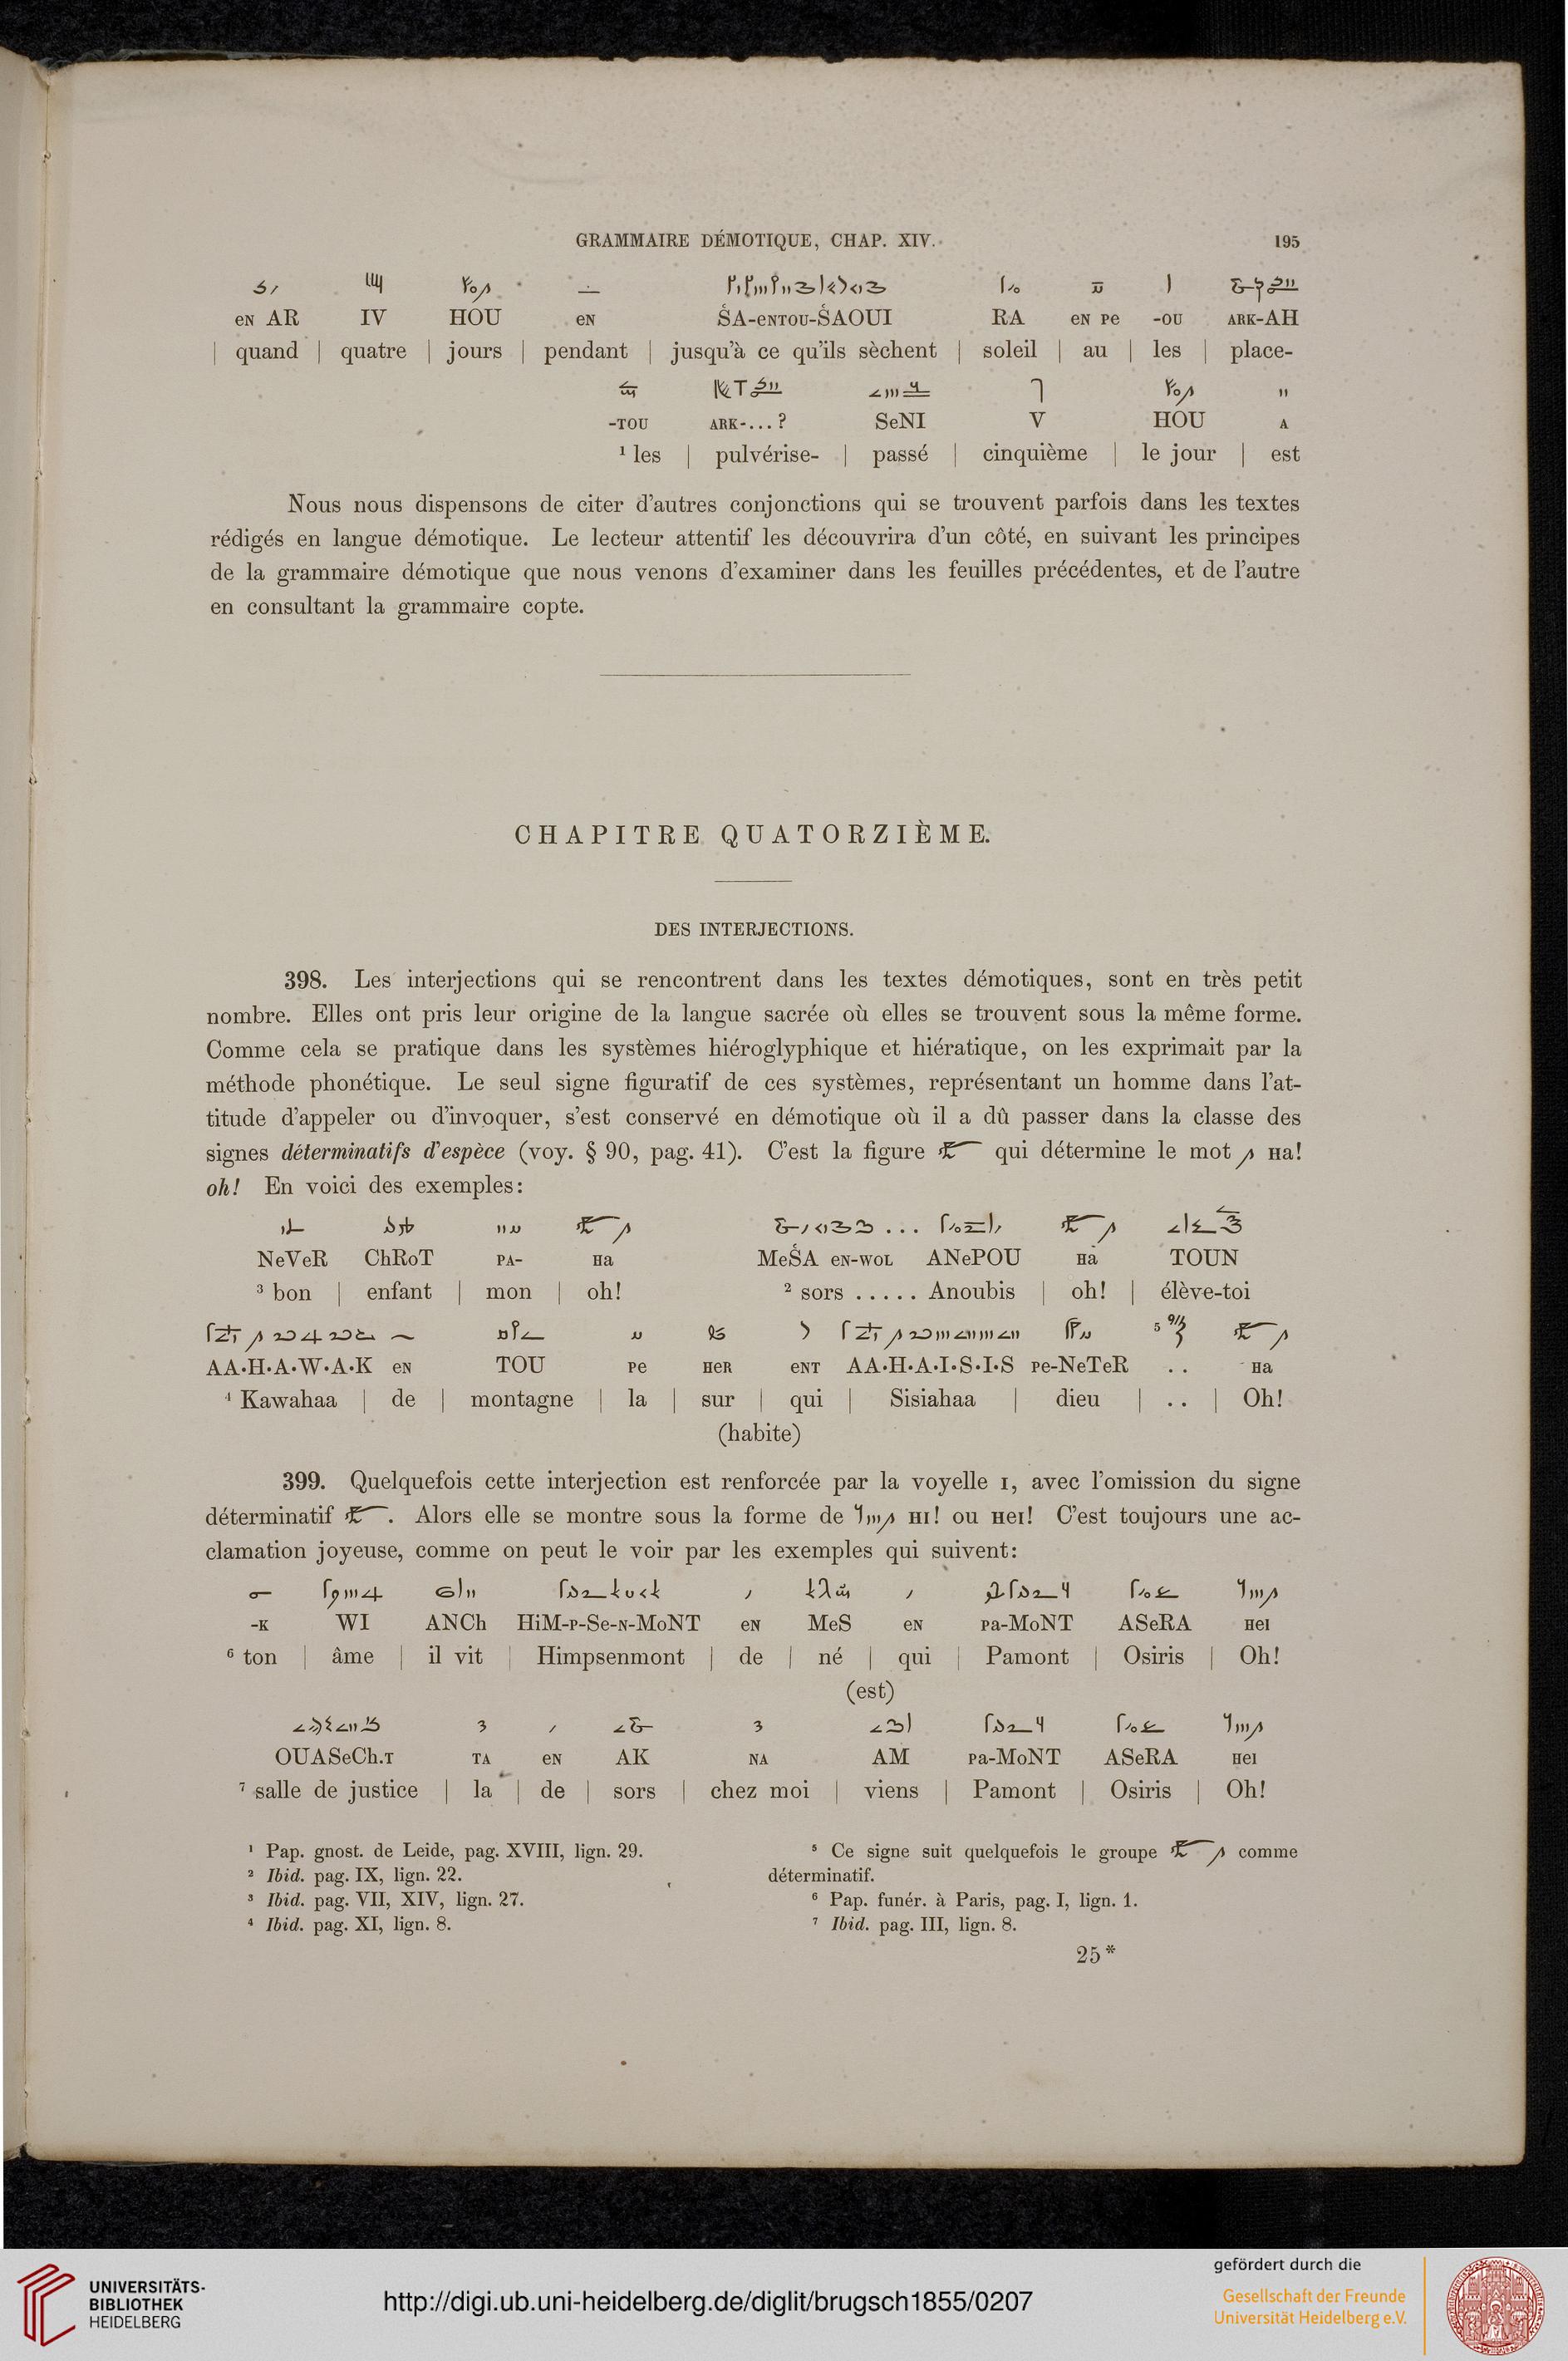 GRAMMAIRE DÉMOTIQUE, CHAP. XIV. 195
eN AR IV HOU eN ŚA-eNTOU-ŚAOUI RA eN Pe -OU ARK-AH
| quand | quatre | jours | pendant | jusqu'à ce qu'ils sèchent | soleil | au | les | place-
-TOU ARK-...? SeNI V HOU A
¹ les | pulvérise- | passé | cinquième | le jour | est
Nous nous dispensons de citer d'autres conjonctions qui se trouvent parfois dans les textes
rédigés en langue démotique. Le lecteur attentif les découvrira d'un côté, en suivant les principes
de la grammaire démotique que nous venons d'examiner dans les feuilles précédentes, et de l'autre
en consultant la grammaire copte.
CHAPITRE QUATORZIÈME.
DES INTERJECTIONS.
398. Les interjections qui se rencontrent dans les textes démotiques, sont en très petit
nombre. Elles ont pris leur origine de la langue sacrée où elles se trouvent sous la même forme.
Comme cela se pratique dans les systèmes hiéroglyphique et hiératique, on les exprimait par la
méthode phonétique. Le seul signe figuratif de ces systèmes, représentant un homme dans l'at-
titude d'appeler ou d'invoquer, s'est conservé en démotique où il a dû passer dans la classe des
signes déterminatifs d'espèce (voy. § 90, pag. 41). C'est la figure qui détermine le mot Ha!
oh! En voici des exemples:
NeVeR ChRoT PA- Ha MeŚA eN-WOL ANePOU Ha TOUN
³ bon | enfant | mon | oh! ² sors ..... Anoubis | oh! | élève-toi
5
AA·H·A·W·A·K eN TOU Pe HeR eNT AA·H·A·I·S·I·S Pe-NeTeR .. Ha
⁴ Kawahaa | de | montagne | la | sur | qui | Sisiahaa | dieu | .. | Oh!
(habite)
399. Quelquefois cette interjection est renforcée par la voyelle I, avec l'omission du signe
déterminatif . Alors elle se montre sous la forme de HI! ou HeI! C'est toujours une ac-
clamation joyeuse, comme on peut le voir par les exemples qui suivent:
-K WI ANCh HiM-P-Se-N-MoNT eN MeS eN Pa-MoNT ASeRA HeI
⁶ ton | âme | il vit | Himpsenmont | de | né | qui | Pamont | Osiris | Oh!
(est)
OUASeCh.T TA eN AK NA AM Pa-MoNT ASeRA HeI
⁷ salle de justice | la | de | sors | chez moi | viens | Pamont | Osiris | Oh!
¹ Pap. gnost. de Leide, pag. XVIII, lign. 29.
² Ibid. pag. IX, lign. 22.
³ Ibid. pag. VII, XIV, lign. 27.
⁴ Ibid. pag. XI, lign. 8.
⁵ Ce signe suit quelquefois le groupe comme
déterminatif.
⁶ Pap. funér. à Paris, pag. I, lign. 1.
⁷ Ibid. pag. III, lign. 8.
25*
UNIVERSITÄTS-
BIBLIOTHEK
HEIDELBERG
http://digi.ub.uni-heidelberg.de/diglit/brugsch1855/0207
gefördert durch die
Gesellschaft der Freunde
Universität Heidelberg e.V.